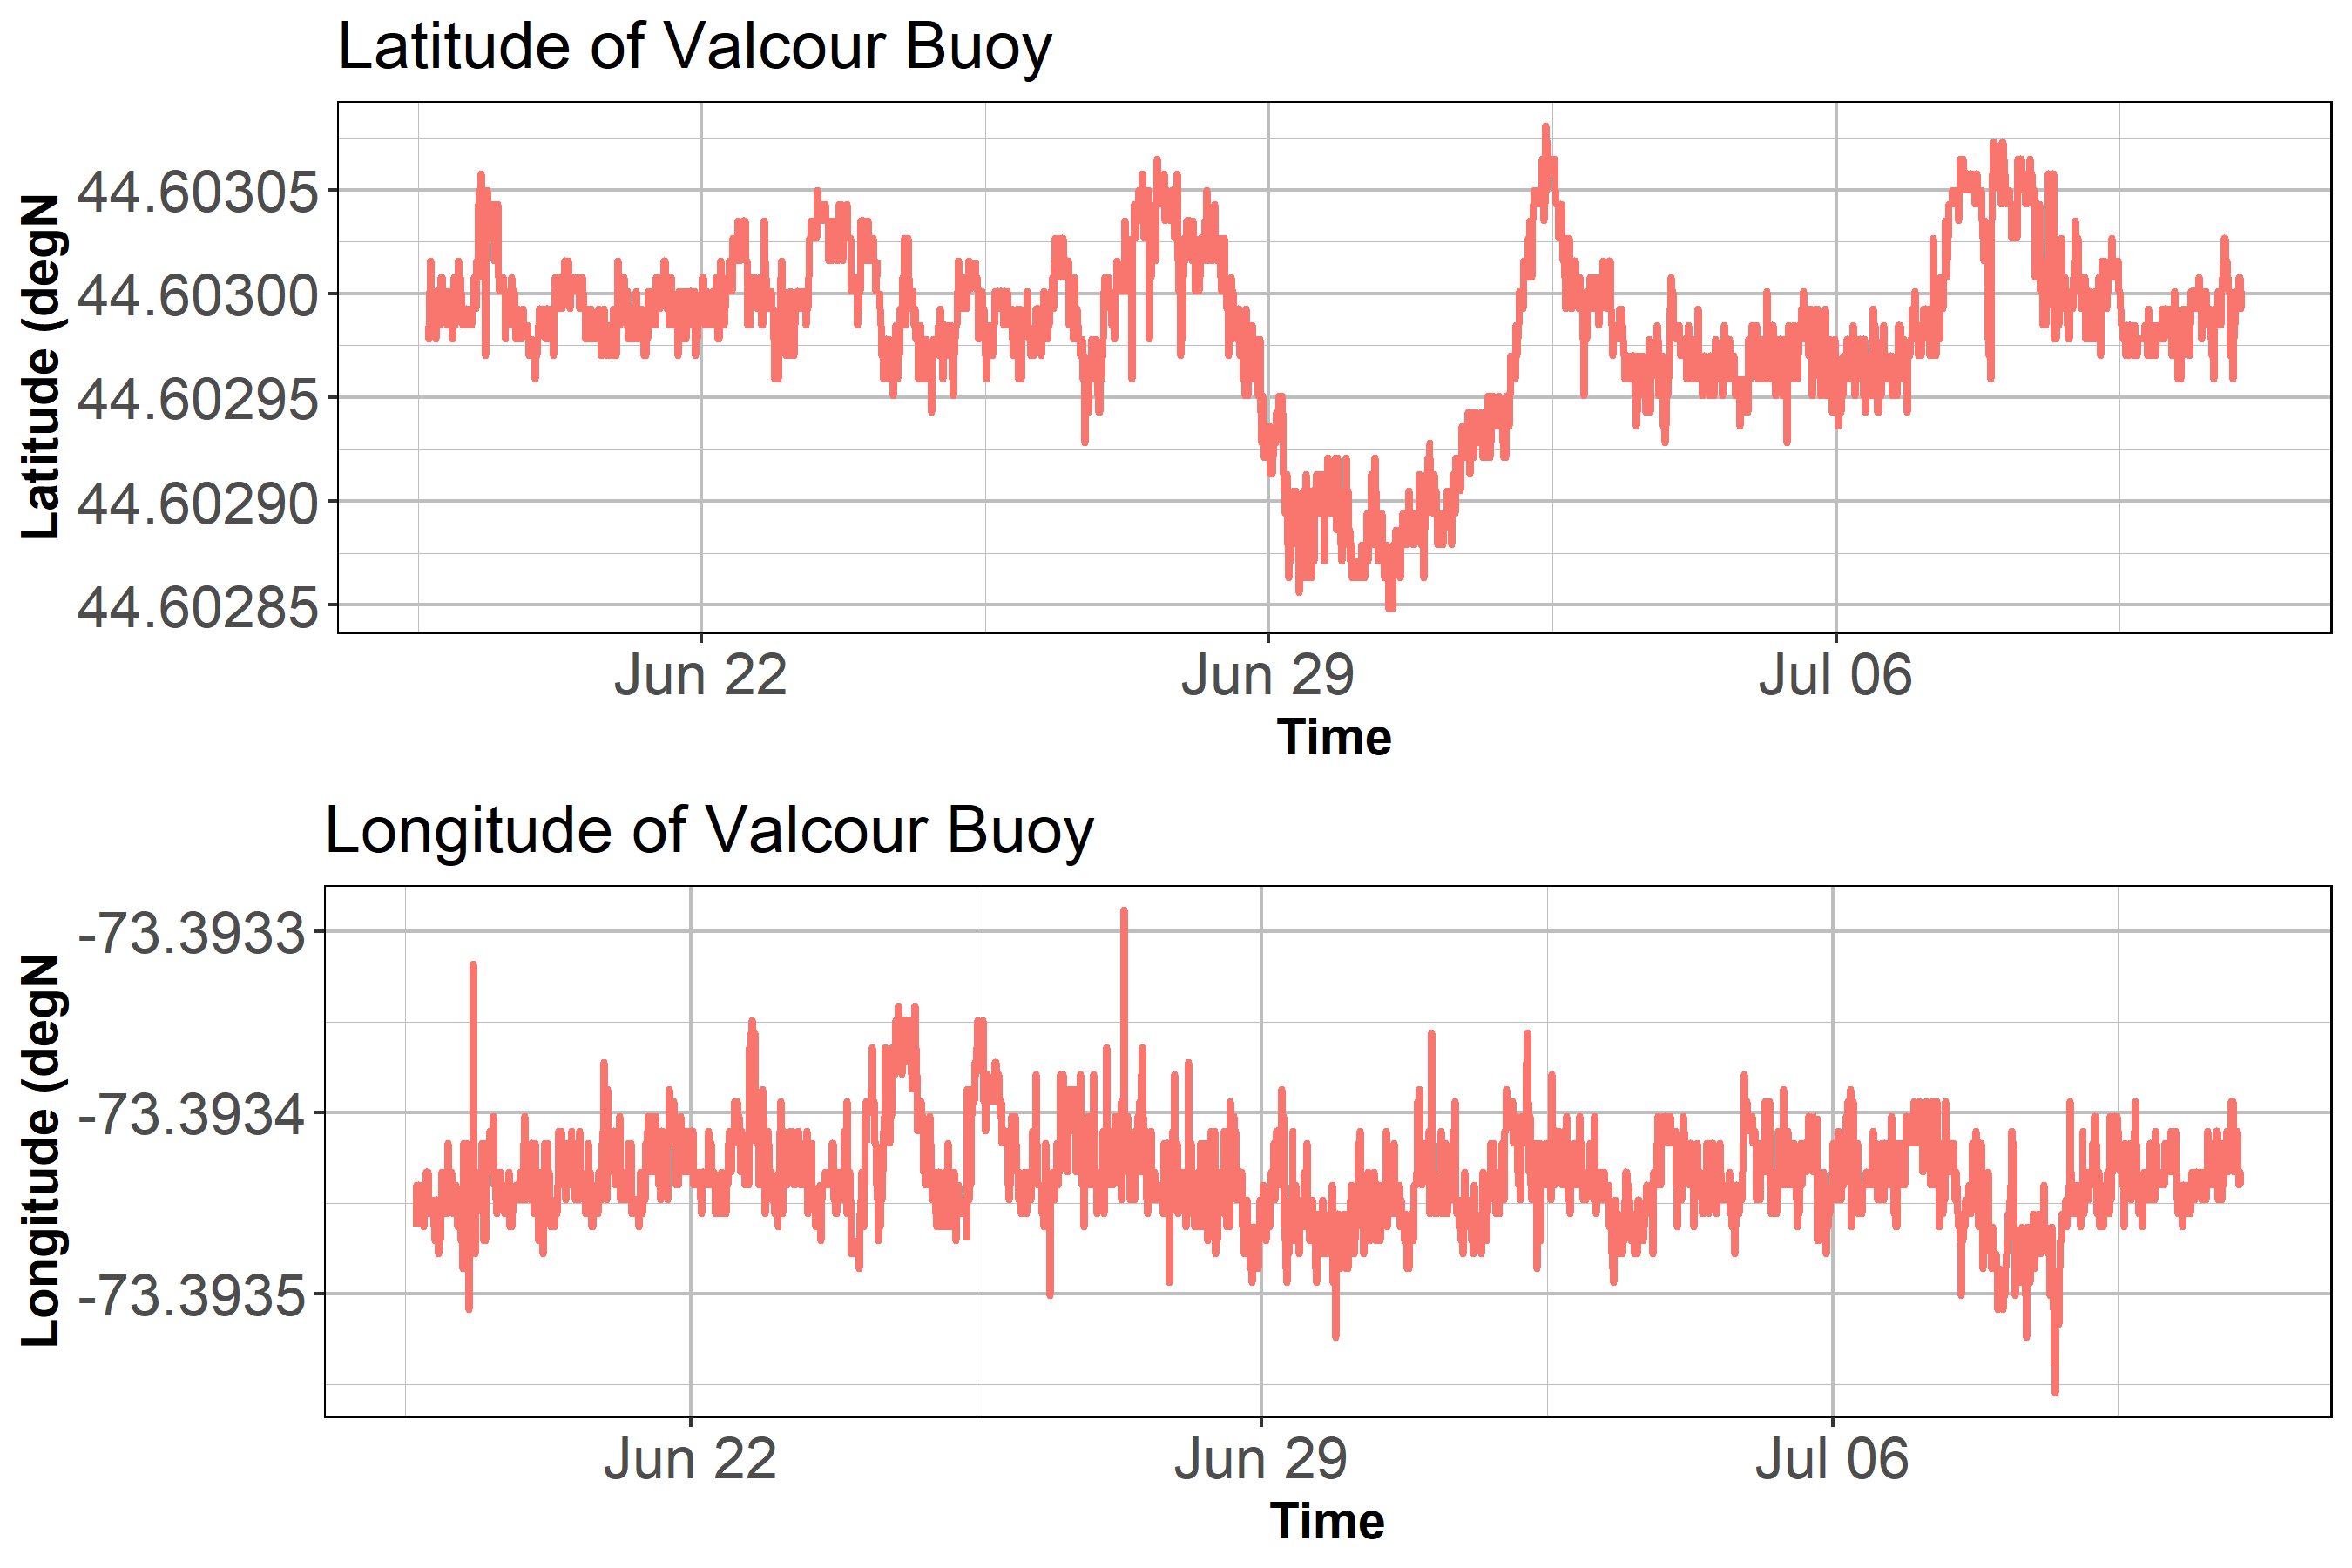 Latitude of Valcour Buoy
Latitude (degN
44.60305
44.60300
44.60295
44.60290
44.60285
Jun 22 Jun 29 Jul 06
Time
Longitude of Valcour Buoy
Longitude (degN
-73.3933
-73.3934
-73.3935
Jun 22 Jun 29 Jul 06
Time